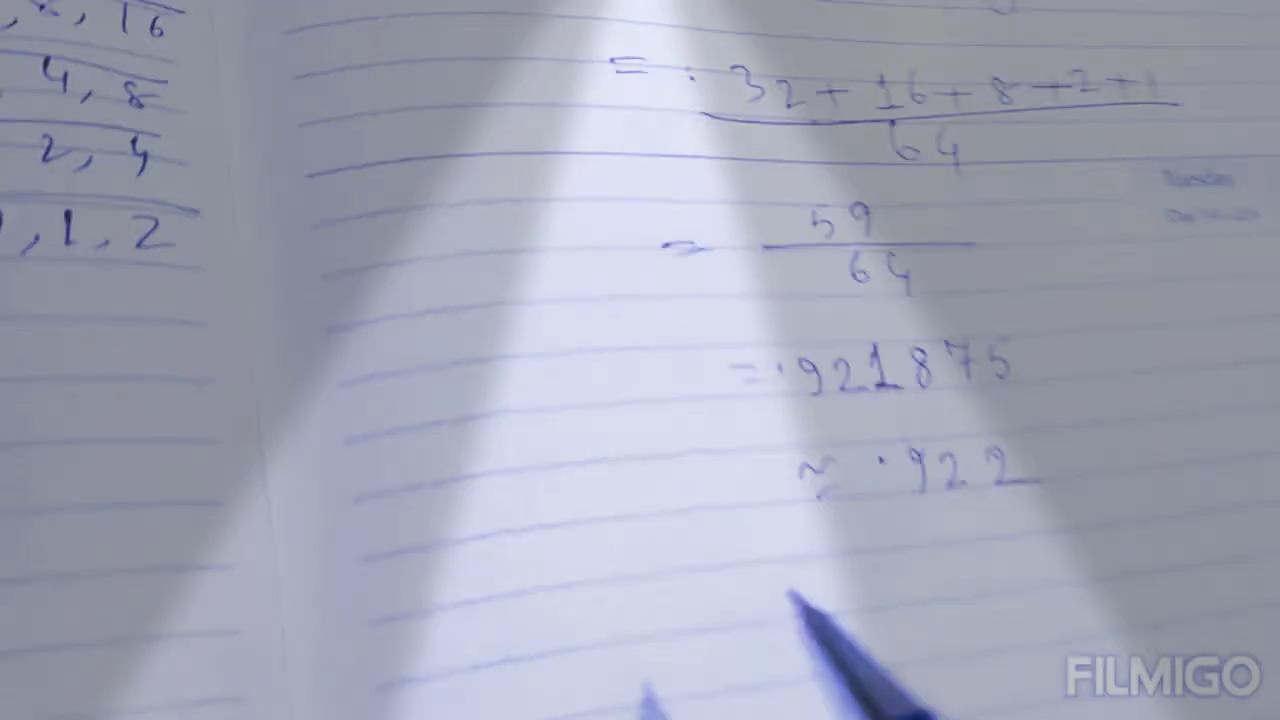 , 16
4, 8
2, 4
, 1, 2
= 32 + 16 + 8 + 2 + 1
64
= 59
64
= .921875
≈ .922
FILMIGO